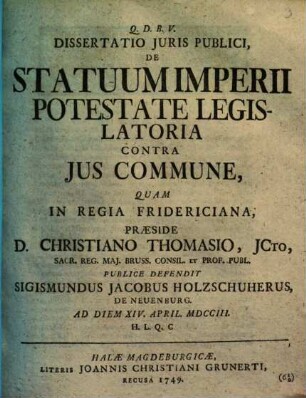 Q. D. B. V.
DISSERTATIO JURIS PUBLICI,
DE
STATUUM IMPERII
POTESTATE LEGIS-
LATORIA
CONTRA
JUS COMMUNE,
QUAM
IN REGIA FRIDERICIANA,
PRÆSIDE
D. CHRISTIANO THOMASIO, JCto,
SACR. REG. MAJ. BRUSS. CONSIL. ET PROF. PUBL.
PUBLICE DEFENDIT
SIGISMUNDUS JACOBUS HOLZSCHUHERUS,
DE NEUENBURG.
AD DIEM XIV. APRIL. MDCCIII.
H. L. Q. C
HALÆ MAGDEBURGICÆ,
LITERIS JOANNIS CHRISTIANI GRUNERTI,
RECUSA 1749.